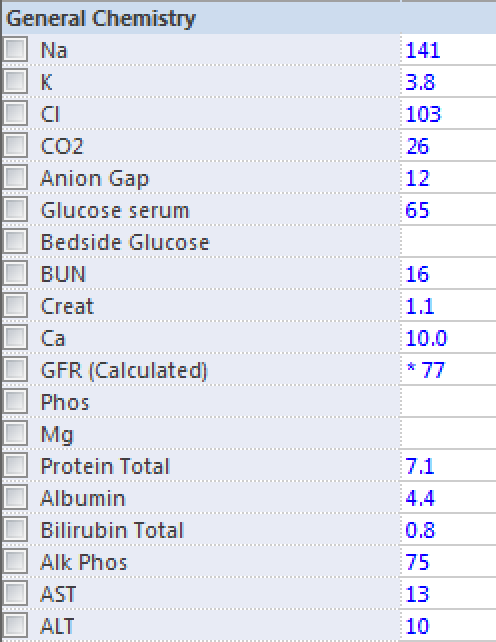 General Chemistry
Na 141
K 3.8
Cl 103
CO2 26
Anion Gap 12
Glucose serum 65
Bedside Glucose
BUN 16
Creat 1.1
Ca 10.0
GFR (Calculated) * 77
Phos
Mg
Protein Total 7.1
Albumin 4.4
Bilirubin Total 0.8
Alk Phos 75
AST 13
ALT 10